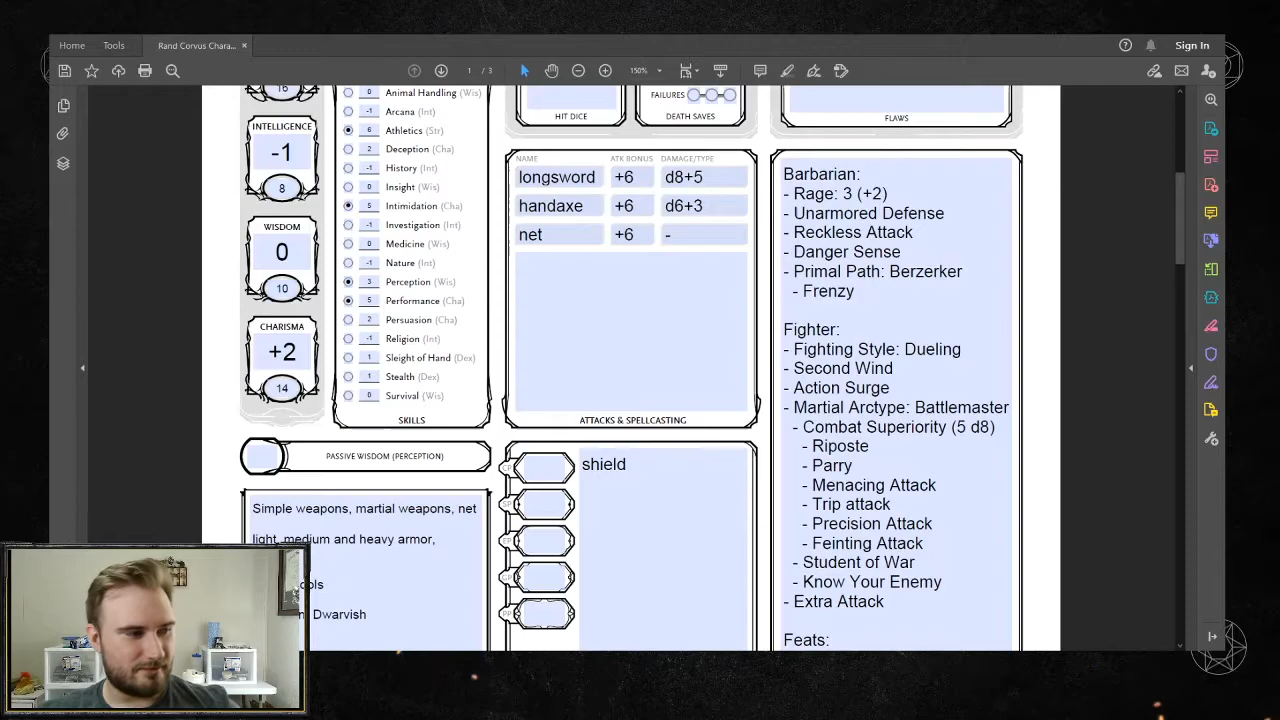 Home Tools Rand Corvus Chara... × Sign In
1 / 3 150%
16
INTELLIGENCE
-1
8
WISDOM
0
10
CHARISMA
+2
14
0 Animal Handling (Wis)
-1 Arcana (Int)
6 Athletics (Str)
2 Deception (Cha)
-1 History (Int)
0 Insight (Wis)
5 Intimidation (Cha)
-1 Investigation (Int)
0 Medicine (Wis)
-1 Nature (Int)
3 Perception (Wis)
5 Performance (Cha)
2 Persuasion (Cha)
-1 Religion (Int)
1 Sleight of Hand (Dex)
1 Stealth (Dex)
0 Survival (Wis)
SKILLS
PASSIVE WISDOM (PERCEPTION)
Simple weapons, martial weapons, net
light, medium and heavy armor,
Dwarvish
HIT DICE
FAILURES
DEATH SAVES
NAME ATK BONUS DAMAGE/TYPE
longsword +6 d8+5
handaxe +6 d6+3
net +6 -
ATTACKS & SPELLCASTING
CP
SP
EP
GP
PP
shield
FLAWS
Barbarian:
- Rage: 3 (+2)
- Unarmored Defense
- Reckless Attack
- Danger Sense
- Primal Path: Berzerker
- Frenzy
Fighter:
- Fighting Style: Dueling
- Second Wind
- Action Surge
- Martial Arctype: Battlemaster
- Combat Superiority (5 d8)
- Riposte
- Parry
- Menacing Attack
- Trip attack
- Precision Attack
- Feinting Attack
- Student of War
- Know Your Enemy
- Extra Attack
Feats: